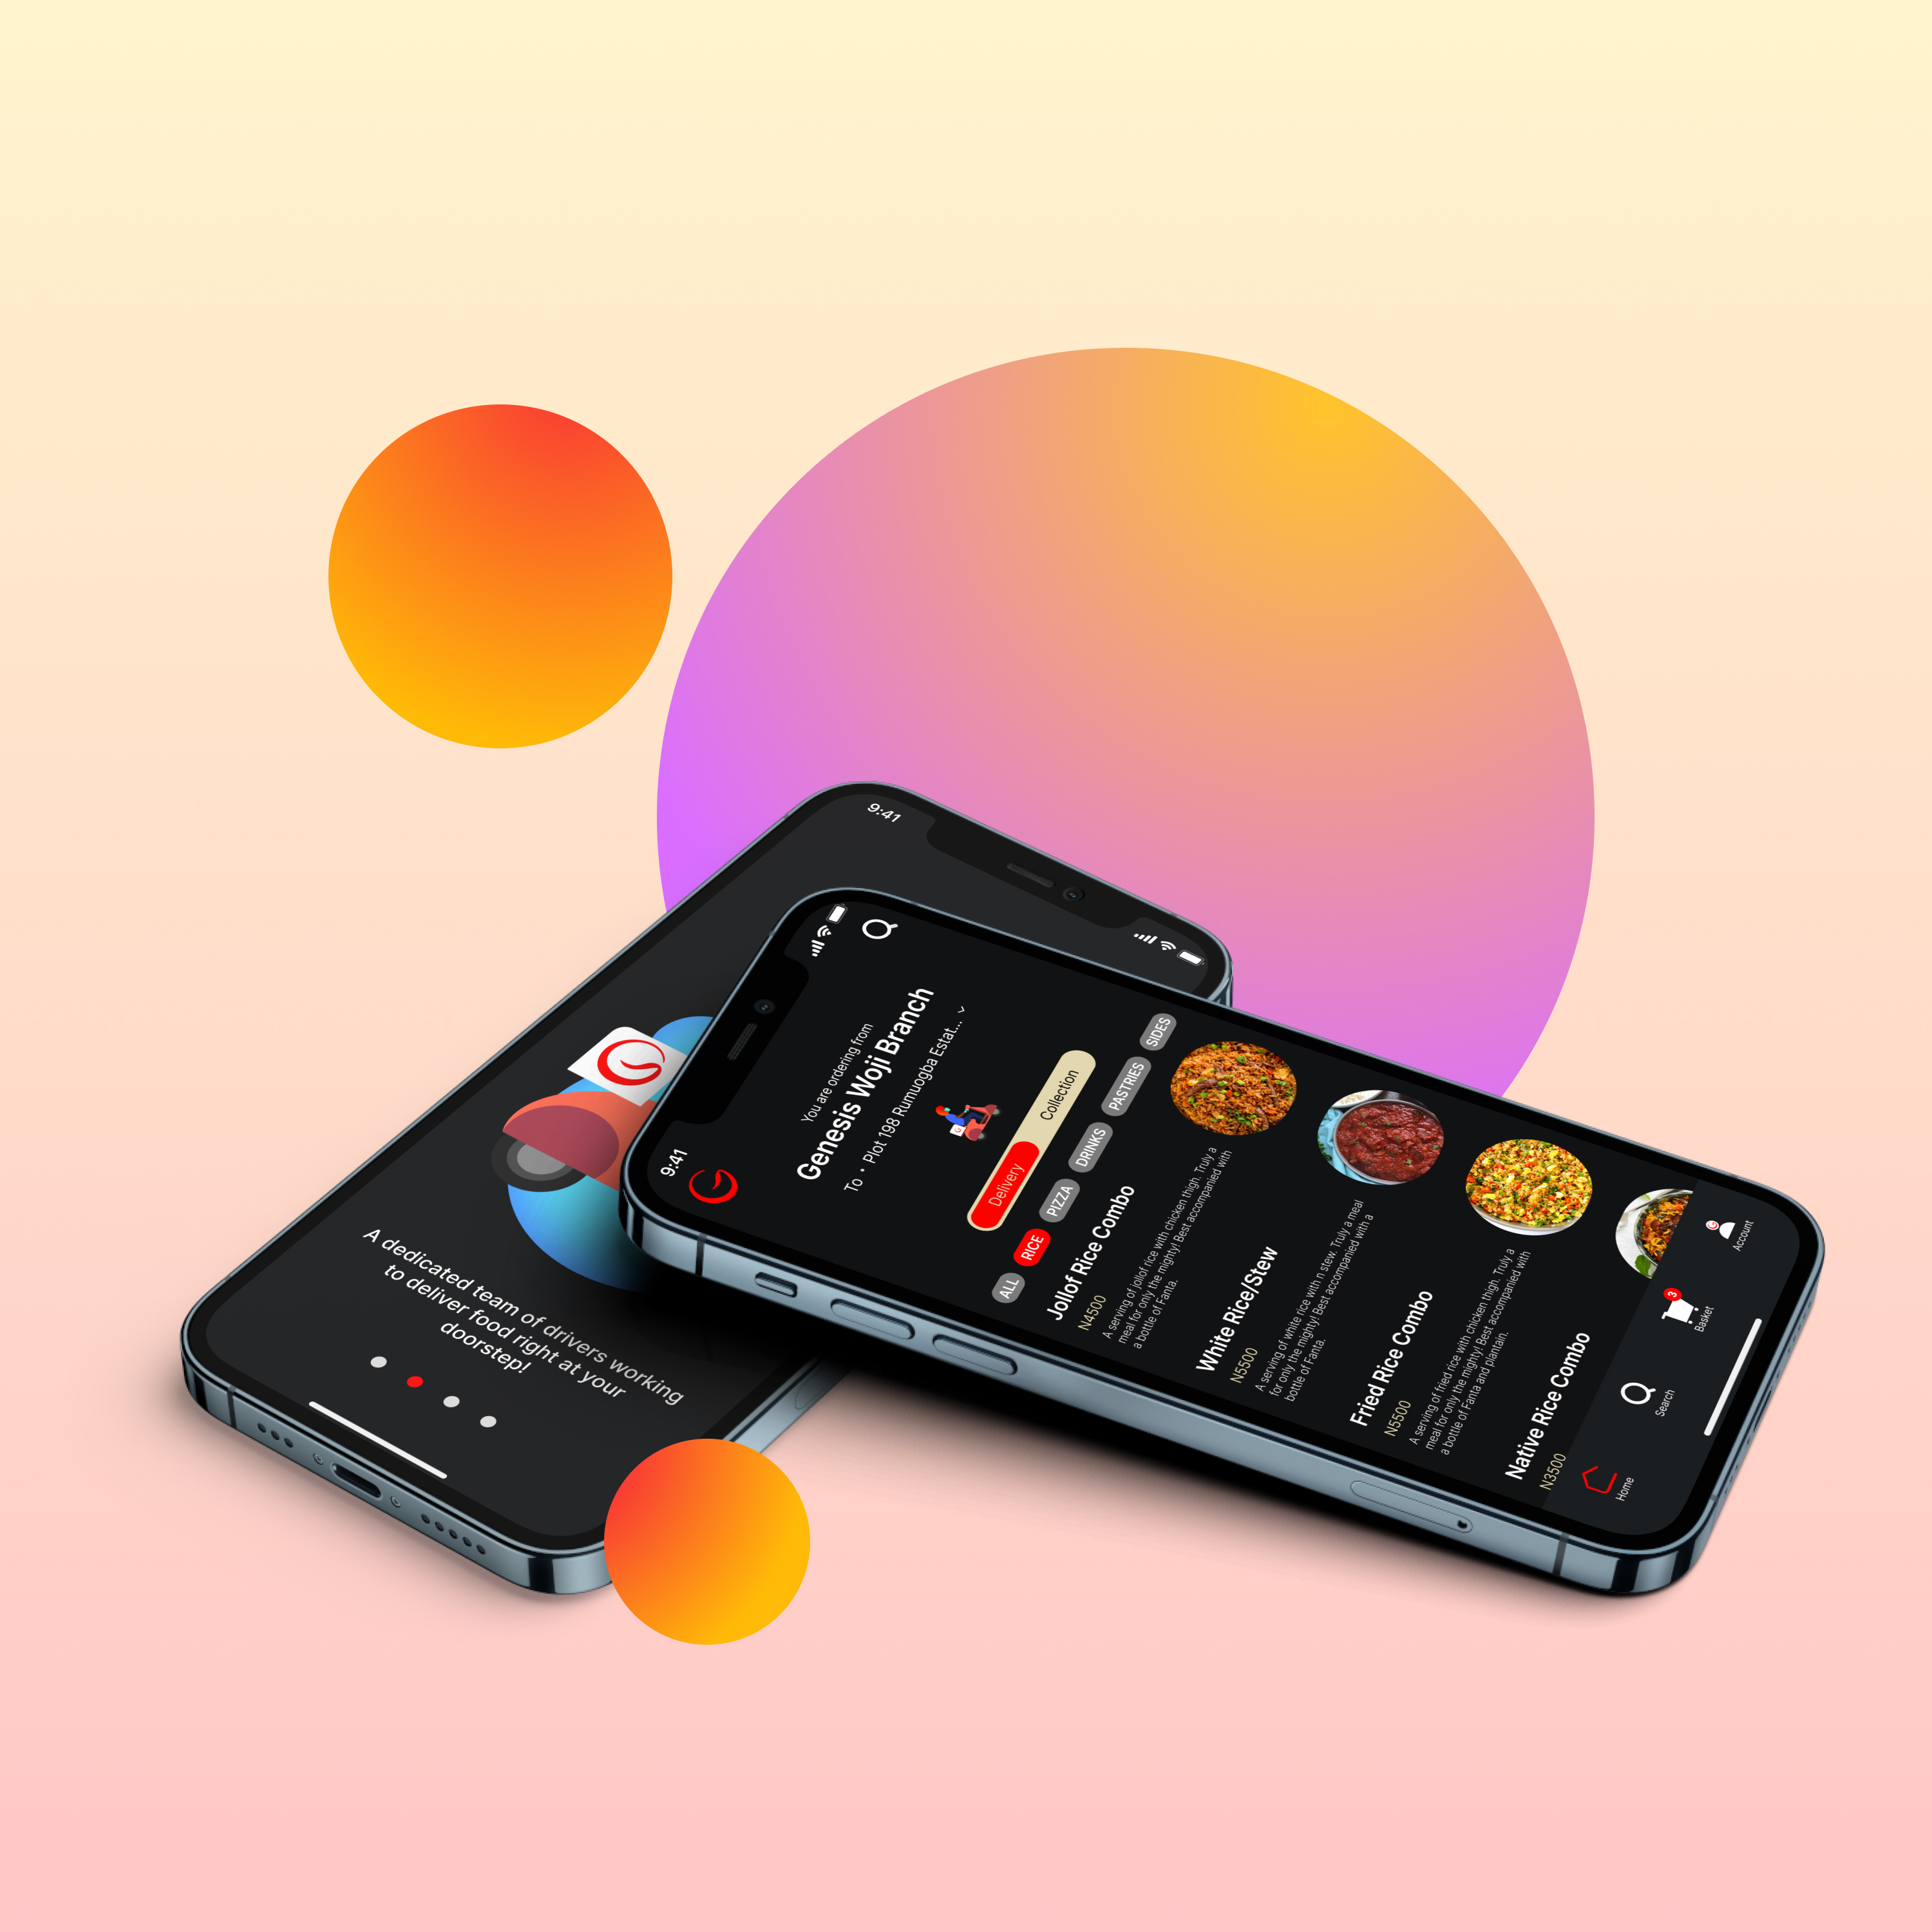 9:41
A dedicated team of drivers working
to deliver food right at your
doorstep!
9:41
You are ordering from
Genesis Woji Branch
To • Plot 198 Rumuogba Estat...
Delivery
Collection
ALL
RICE
PIZZA
DRINKS
PASTRIES
SIDES
Jollof Rice Combo
N4500
A serving of jollof rice with chicken thigh. Truly a
meal for only the mighty! Best accompanied with
a bottle of Fanta.
White Rice/Stew
N5500
A serving of white rice with n stew. Truly a meal
for only the mighty! Best accompanied with a
bottle of Fanta.
Fried Rice Combo
N5500
A serving of fried rice with chicken thigh. Truly a
meal for only the mighty! Best accompanied with
a bottle of Fanta and plantain.
Native Rice Combo
N3500
Home
Search
3
Basket
Account